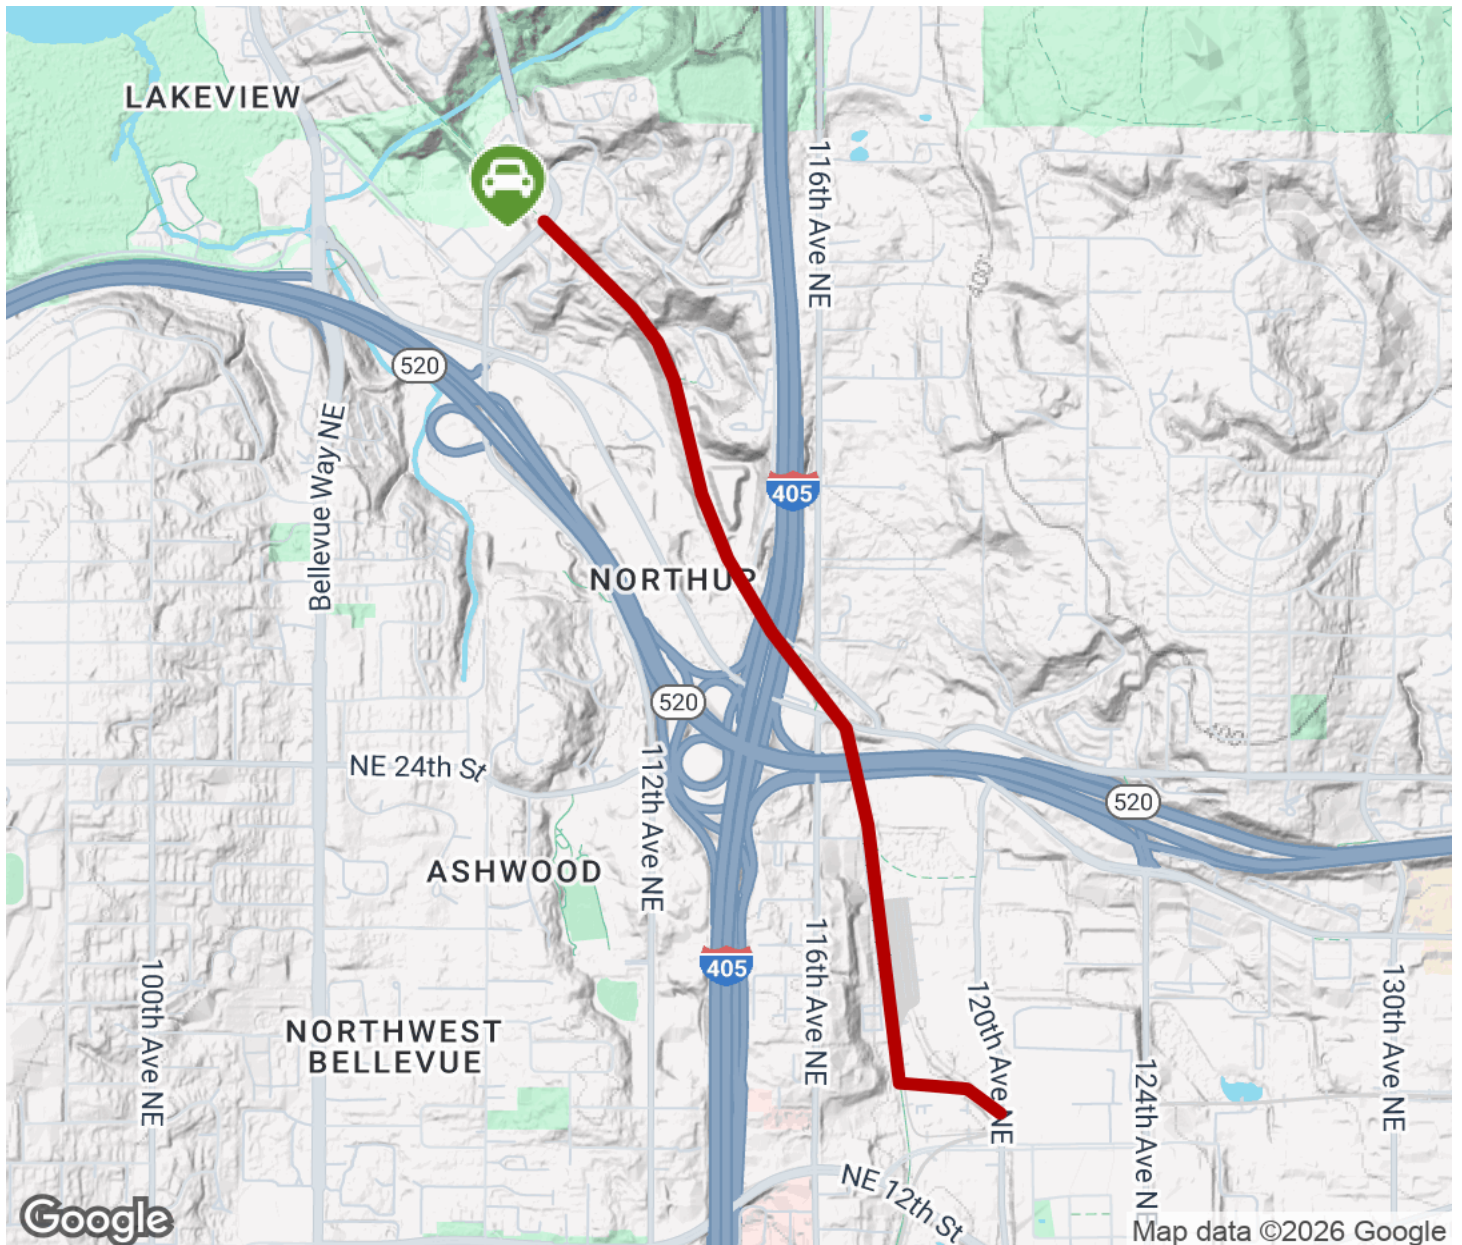 LAKEVIEW
116th Ave NE
400
520
Bellevue Way NE
405
NORTHUP
520
NE 24th St
112th Ave NE
400
520
ASHWOOD
116th Ave NE
405
100th Ave NE
120th Ave NE
130th Ave NE
NORTHWEST
BELLEVUE
124th Ave NE
NE 12th St
Google
Map data ©2026 Google